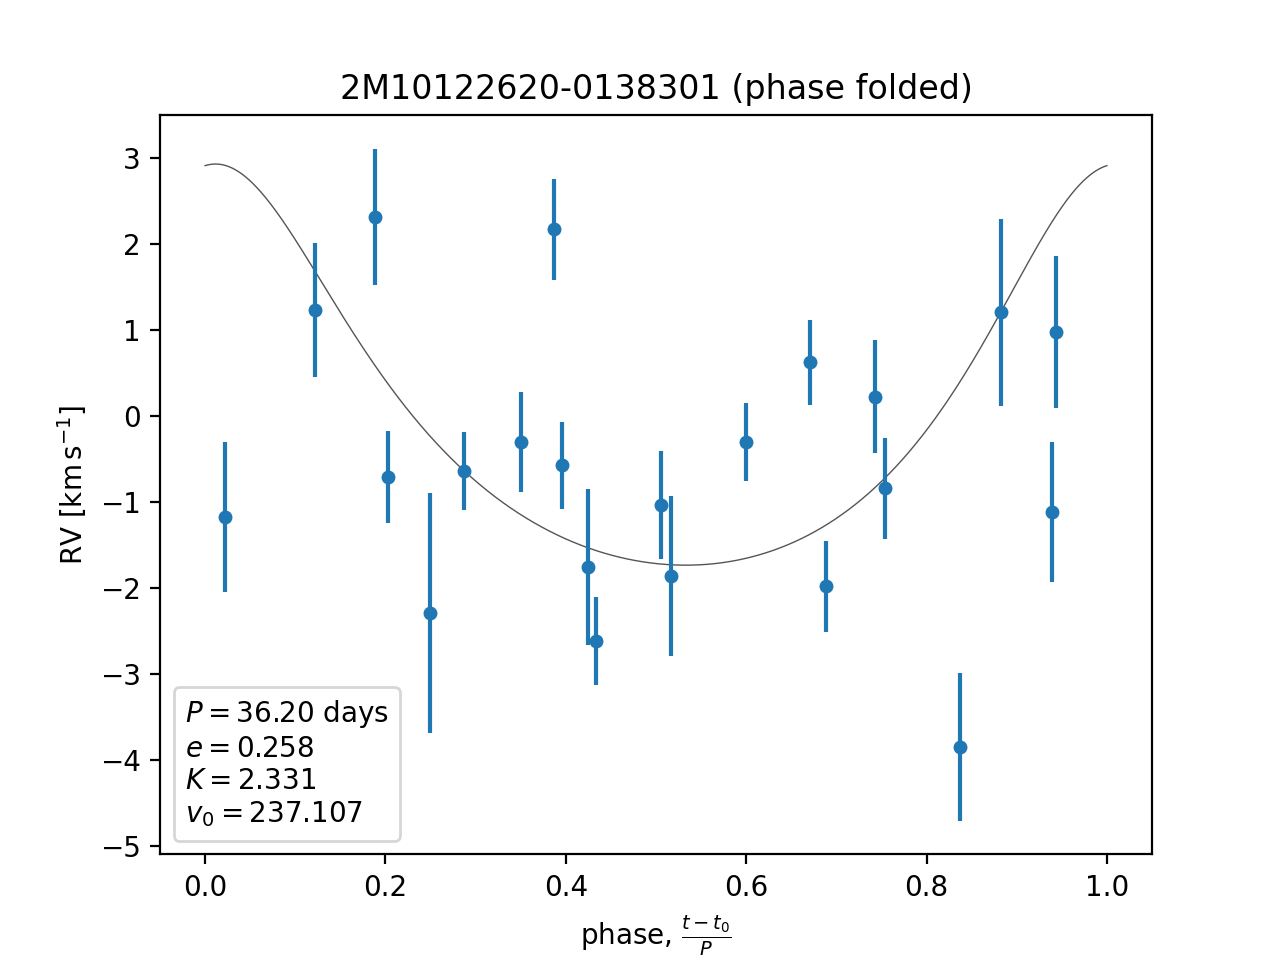 2M10122620-0138301 (phase folded)
RV [km s⁻¹]
3
2
1
0
−1
−2
−3
−4
−5
P = 36.20 days
e = 0.258
K = 2.331
v₀ = 237.107
0.0 0.2 0.4 0.6 0.8 1.0
phase, (t − t₀)/P